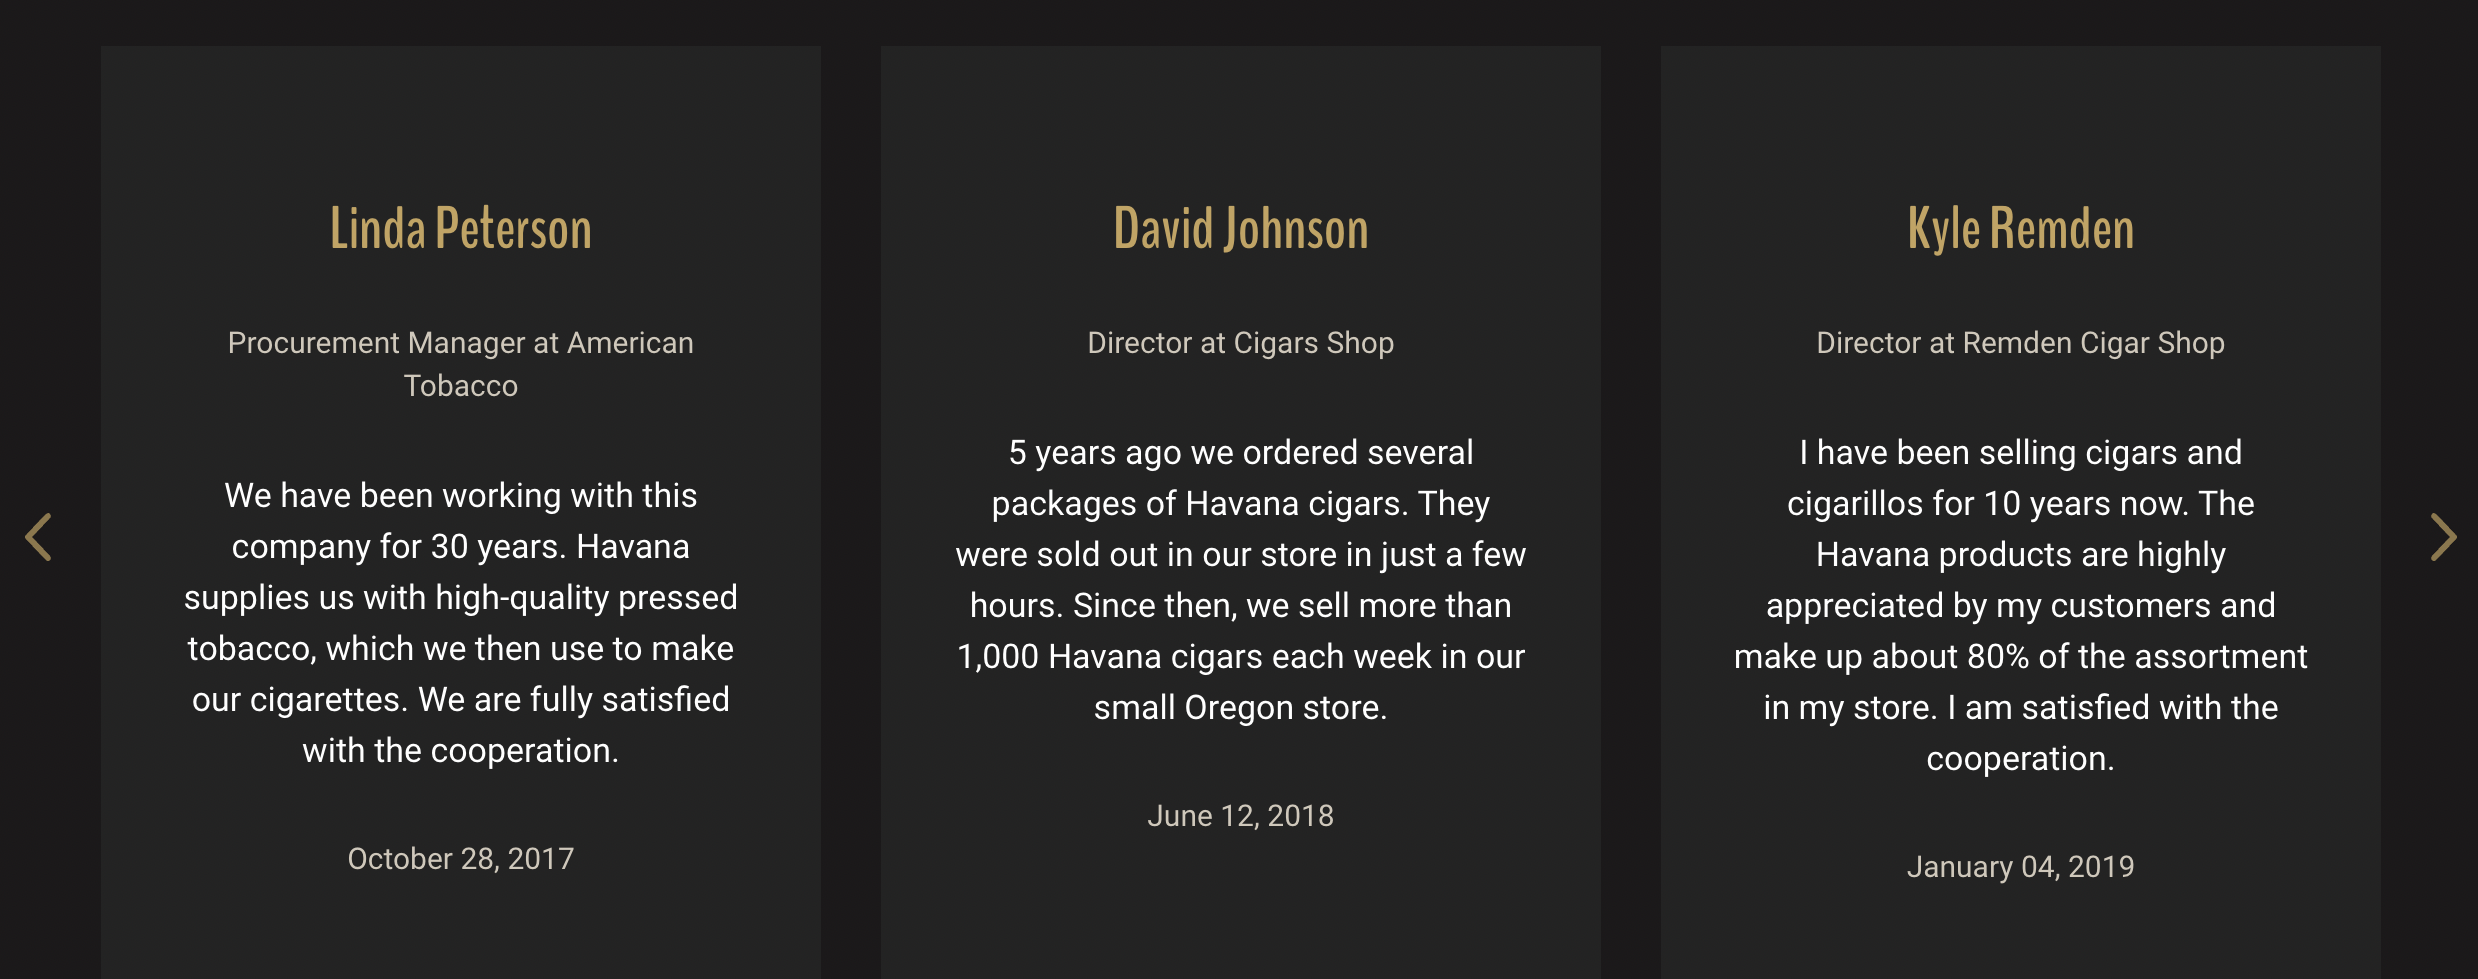 Linda Peterson
Procurement Manager at American
Tobacco
We have been working with this
company for 30 years. Havana
supplies us with high-quality pressed
tobacco, which we then use to make
our cigarettes. We are fully satisfied
with the cooperation.
October 28, 2017
David Johnson
Director at Cigars Shop
5 years ago we ordered several
packages of Havana cigars. They
were sold out in our store in just a few
hours. Since then, we sell more than
1,000 Havana cigars each week in our
small Oregon store.
June 12, 2018
Kyle Remden
Director at Remden Cigar Shop
I have been selling cigars and
cigarillos for 10 years now. The
Havana products are highly
appreciated by my customers and
make up about 80% of the assortment
in my store. I am satisfied with the
cooperation.
January 04, 2019